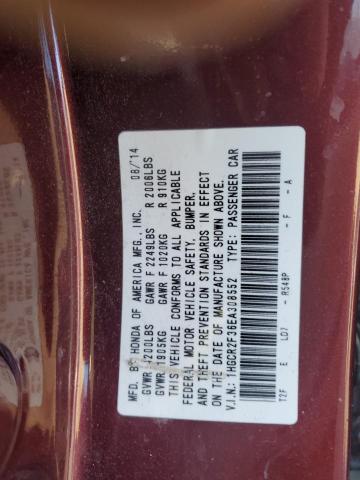 MFD. BY HONDA OF AMERICA MFG., INC. 08/14
GVWR 4200LBS GAWR F 2249LBS R 2006LBS
GVWR 1905KG GAWR F 1020KG R 910KG
THIS VEHICLE CONFORMS TO ALL APPLICABLE
FEDERAL MOTOR VEHICLE SAFETY, BUMPER,
AND THEFT PREVENTION STANDARDS IN EFFECT
ON THE DATE OF MANUFACTURE SHOWN ABOVE.
V.I.N.: 1HGCR2F36EA308552 TYPE: PASSENGER CAR
T2F E LD7 - R548P - F - A